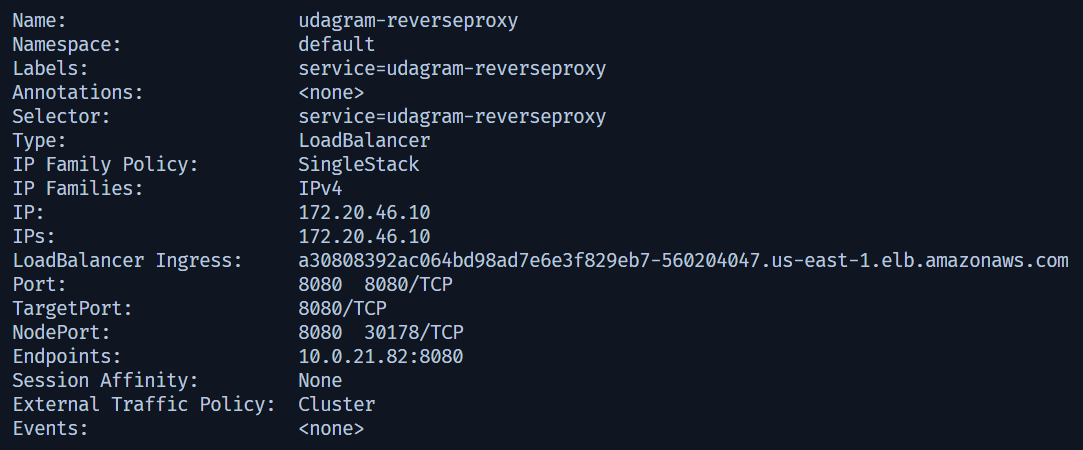 Name: udagram-reverseproxy
Namespace: default
Labels: service=udagram-reverseproxy
Annotations: <none>
Selector: service=udagram-reverseproxy
Type: LoadBalancer
IP Family Policy: SingleStack
IP Families: IPv4
IP: 172.20.46.10
IPs: 172.20.46.10
LoadBalancer Ingress: a30808392ac064bd98ad7e6e3f829eb7-560204047.us-east-1.elb.amazonaws.com
Port: 8080 8080/TCP
TargetPort: 8080/TCP
NodePort: 8080 30178/TCP
Endpoints: 10.0.21.82:8080
Session Affinity: None
External Traffic Policy: Cluster
Events: <none>